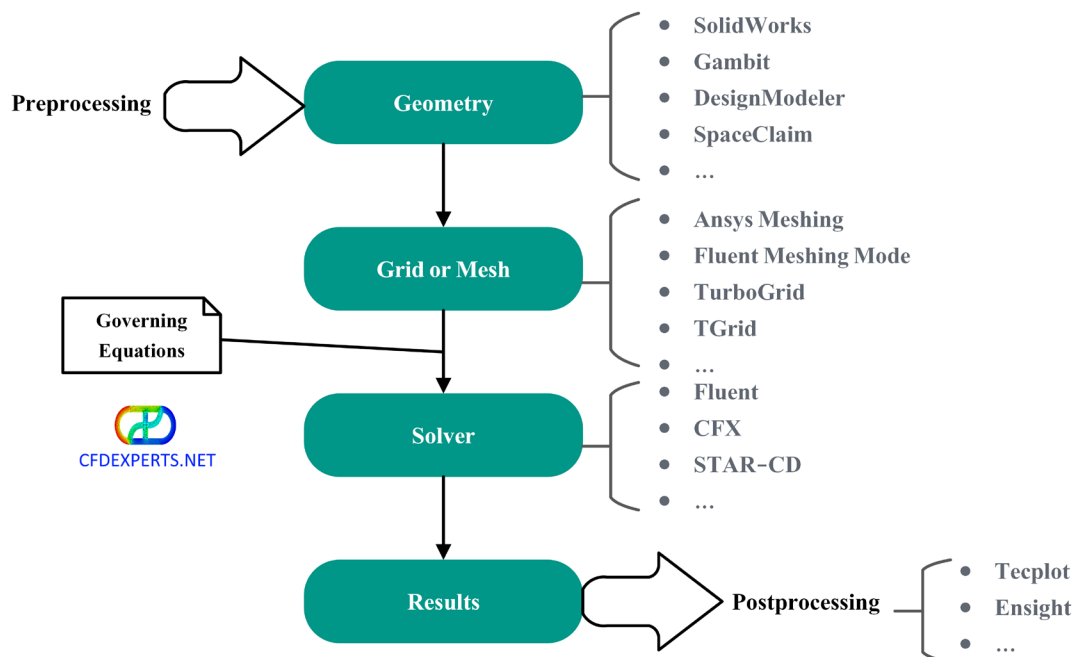 Preprocessing
Geometry
• SolidWorks
• Gambit
• DesignModeler
• SpaceClaim
• ...
Grid or Mesh
• Ansys Meshing
• Fluent Meshing Mode
• TurboGrid
• TGrid
• ...
Governing
Equations
CFDEXPERTS.NET
Solver
• Fluent
• CFX
• STAR-CD
• ...
Results
Postprocessing
• Tecplot
• Ensight
• ...